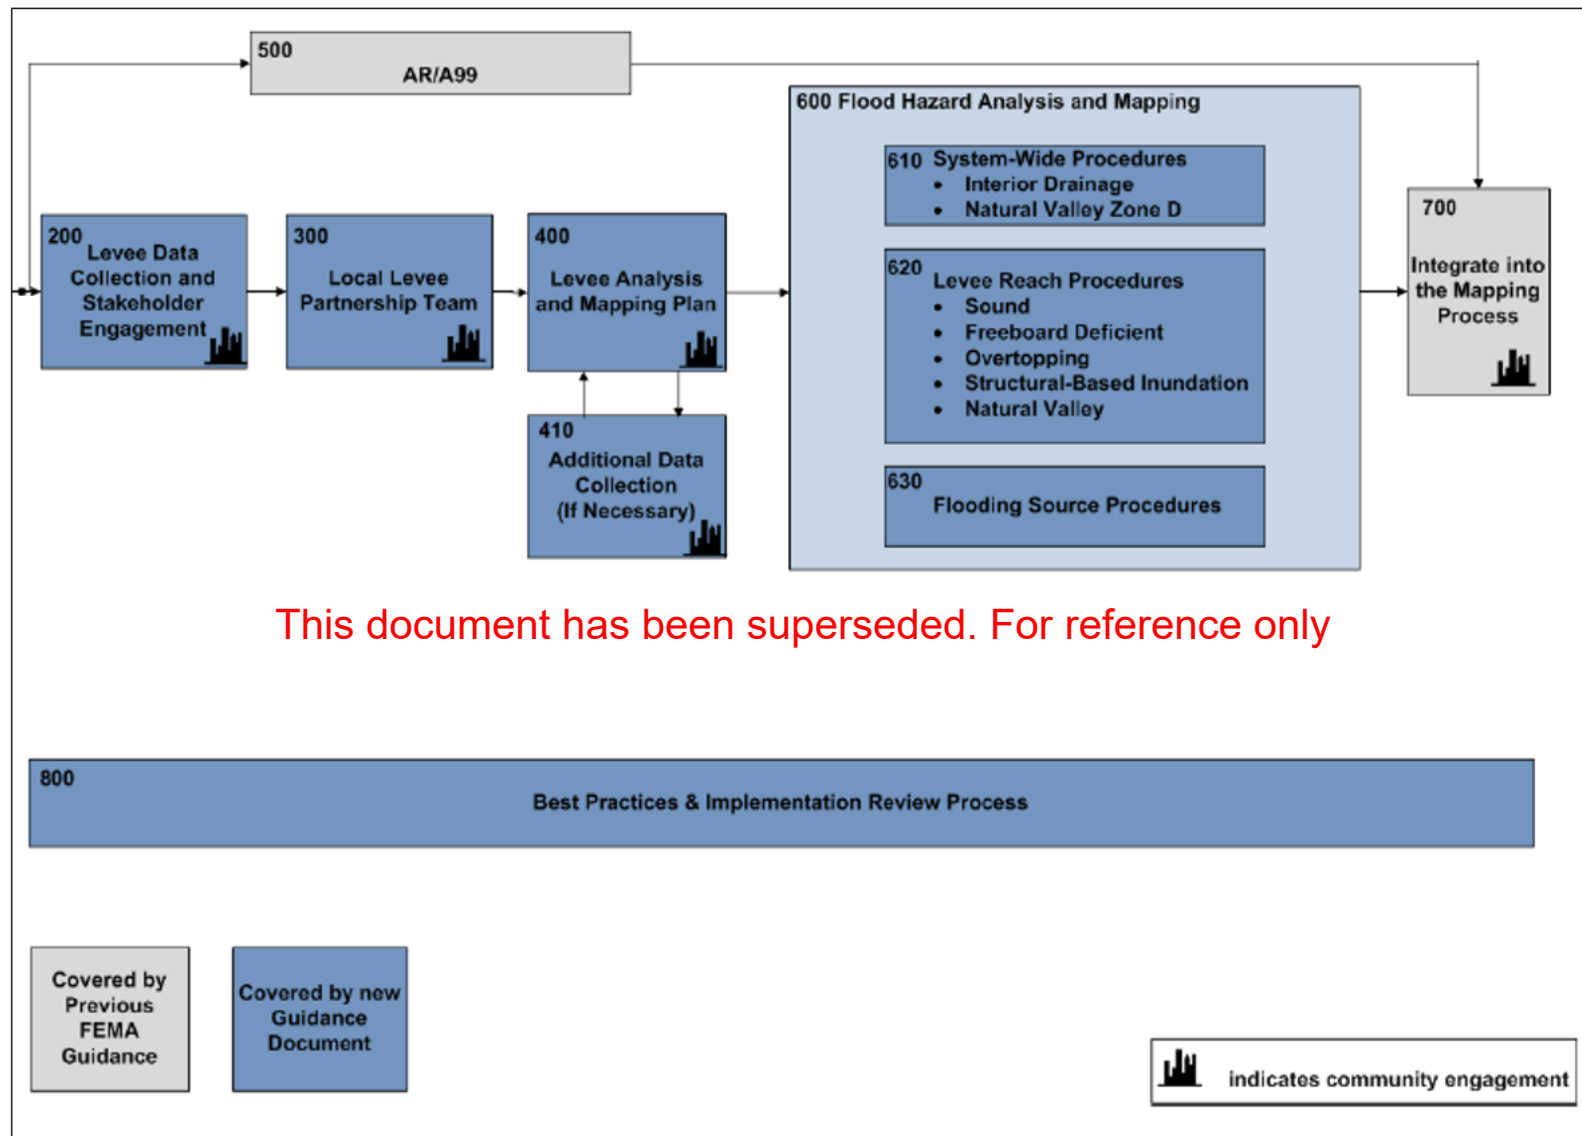 500
AR/A99
600 Flood Hazard Analysis and Mapping
610 System-Wide Procedures
• Interior Drainage
• Natural Valley Zone D
200
Levee Data
Collection and
Stakeholder
Engagement
300
Local Levee
Partnership Team
400
Levee Analysis
and Mapping Plan
620
Levee Reach Procedures
• Sound
• Freeboard Deficient
• Overtopping
• Structural-Based Inundation
• Natural Valley
700
Integrate into
the Mapping
Process
410
Additional Data
Collection
(If Necessary)
630
Flooding Source Procedures
This document has been superseded. For reference only
800
Best Practices & Implementation Review Process
Covered by
Previous
FEMA
Guidance
Covered by new
Guidance
Document
indicates community engagement